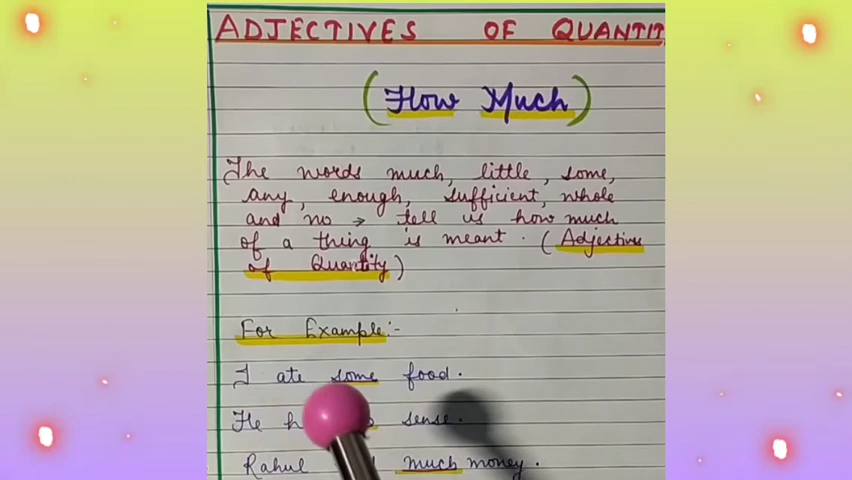 ADJECTIVES OF QUANTIT
(How Much)
The words much, little, some,
any, enough, sufficient, whole
and no → tell us how much
of a thing is meant. (Adjectives
of Quantity)
For Example:-
I ate some food.
He sense.
Rahul much money.